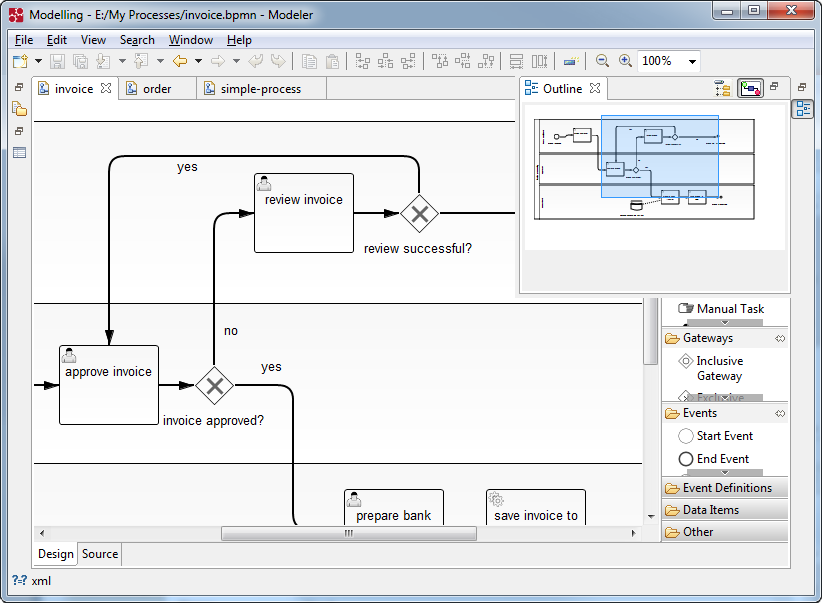 Modelling - E:/My Processes/invoice.bpmn - Modeler
File Edit View Search Window Help
100%
invoice order simple-process
Outline
yes
review invoice
review successful?
no
approve invoice
yes
invoice approved?
prepare bank
save invoice to
Manual Task
Gateways
Inclusive
Gateway
Exclusive
Events
Start Event
End Event
Event Definitions
Data Items
Other
Design Source
xml